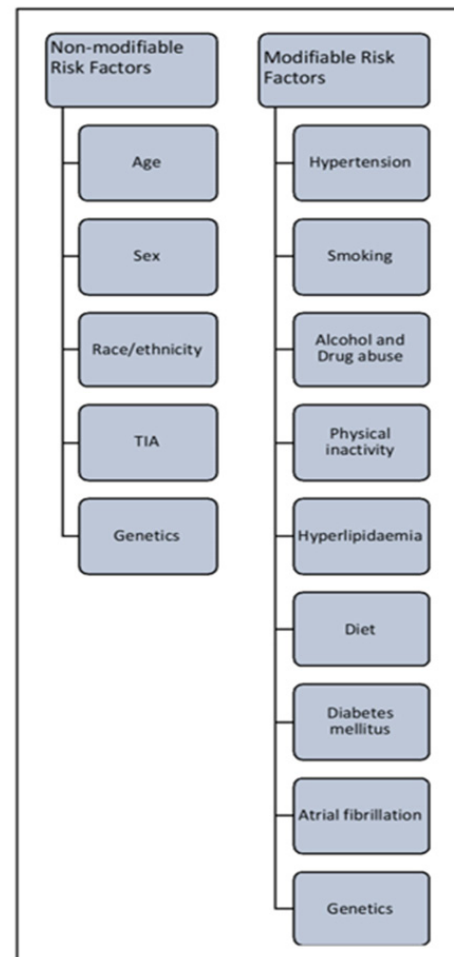 Non-modifiable
Risk Factors
Age
Sex
Race/ethnicity
TIA
Genetics
Modifiable Risk
Factors
Hypertension
Smoking
Alcohol and
Drug abuse
Physical
inactivity
Hyperlipidaemia
Diet
Diabetes
mellitus
Atrial fibrillation
Genetics